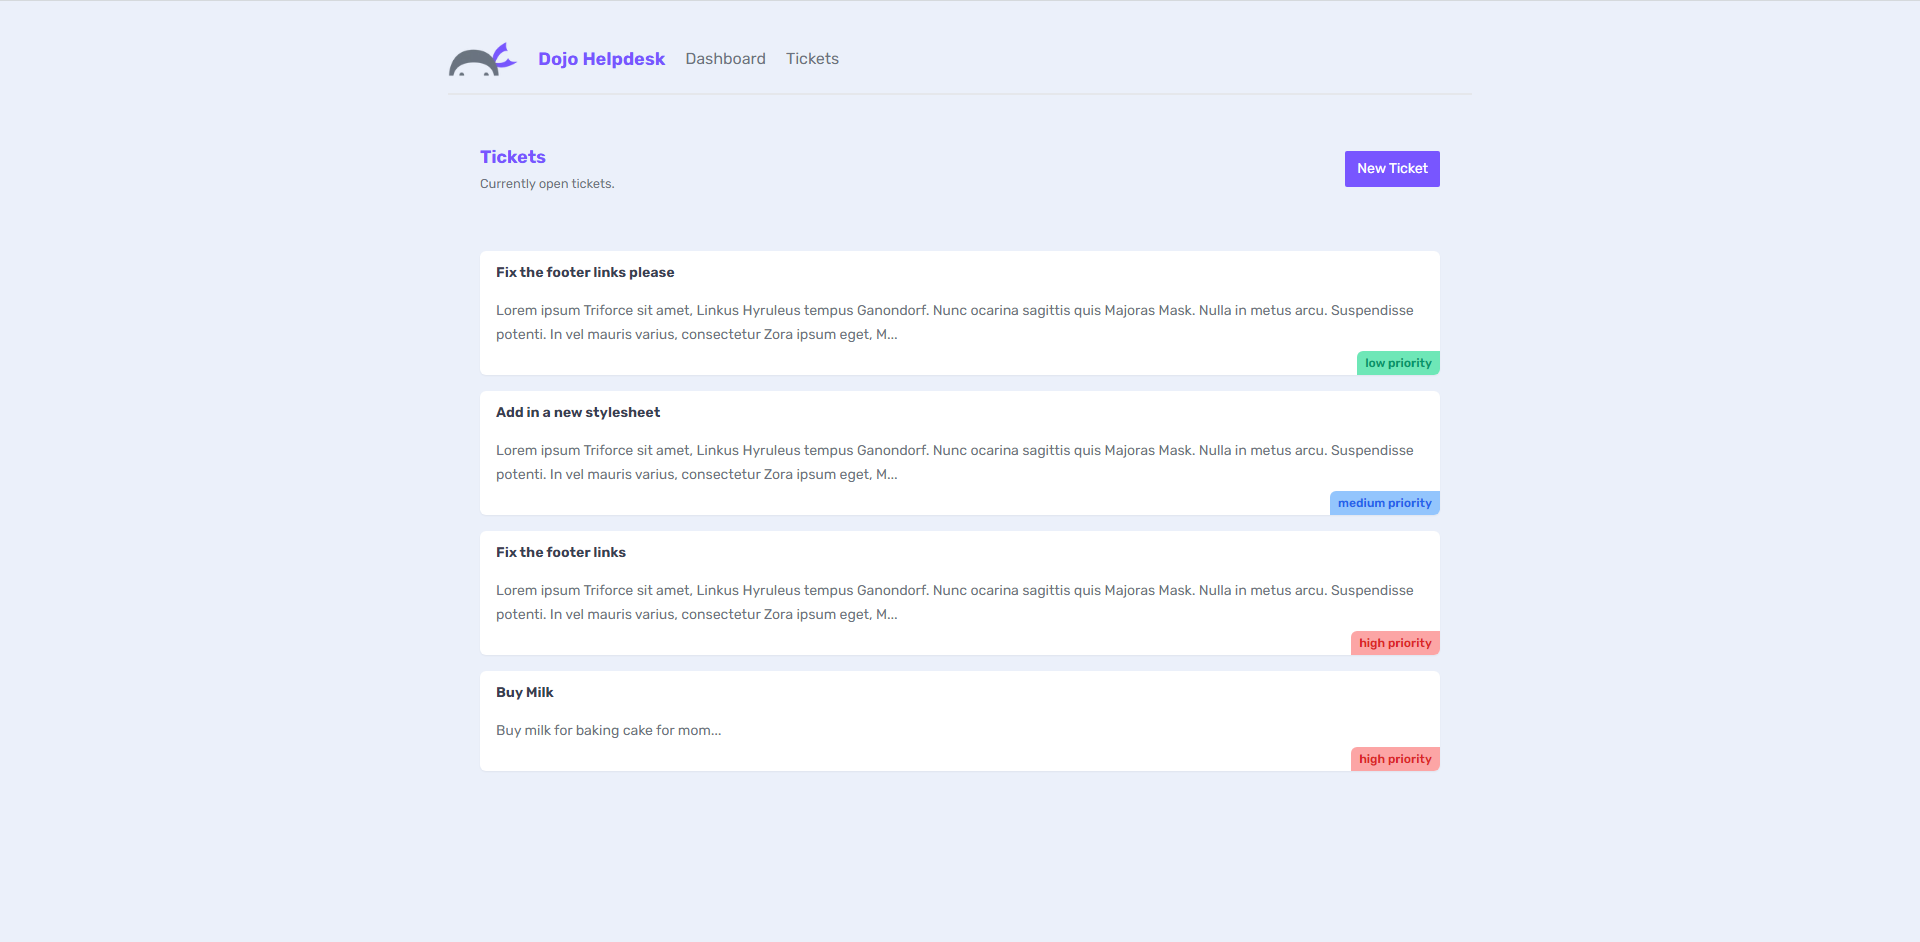 Dojo Helpdesk Dashboard Tickets
Tickets
Currently open tickets.
New Ticket
Fix the footer links please
Lorem ipsum Triforce sit amet, Linkus Hyruleus tempus Ganondorf. Nunc ocarina sagittis quis Majoras Mask. Nulla in metus arcu. Suspendisse
potenti. In vel mauris varius, consectetur Zora ipsum eget, M...
low priority
Add in a new stylesheet
Lorem ipsum Triforce sit amet, Linkus Hyruleus tempus Ganondorf. Nunc ocarina sagittis quis Majoras Mask. Nulla in metus arcu. Suspendisse
potenti. In vel mauris varius, consectetur Zora ipsum eget, M...
medium priority
Fix the footer links
Lorem ipsum Triforce sit amet, Linkus Hyruleus tempus Ganondorf. Nunc ocarina sagittis quis Majoras Mask. Nulla in metus arcu. Suspendisse
potenti. In vel mauris varius, consectetur Zora ipsum eget, M...
high priority
Buy Milk
Buy milk for baking cake for mom...
high priority